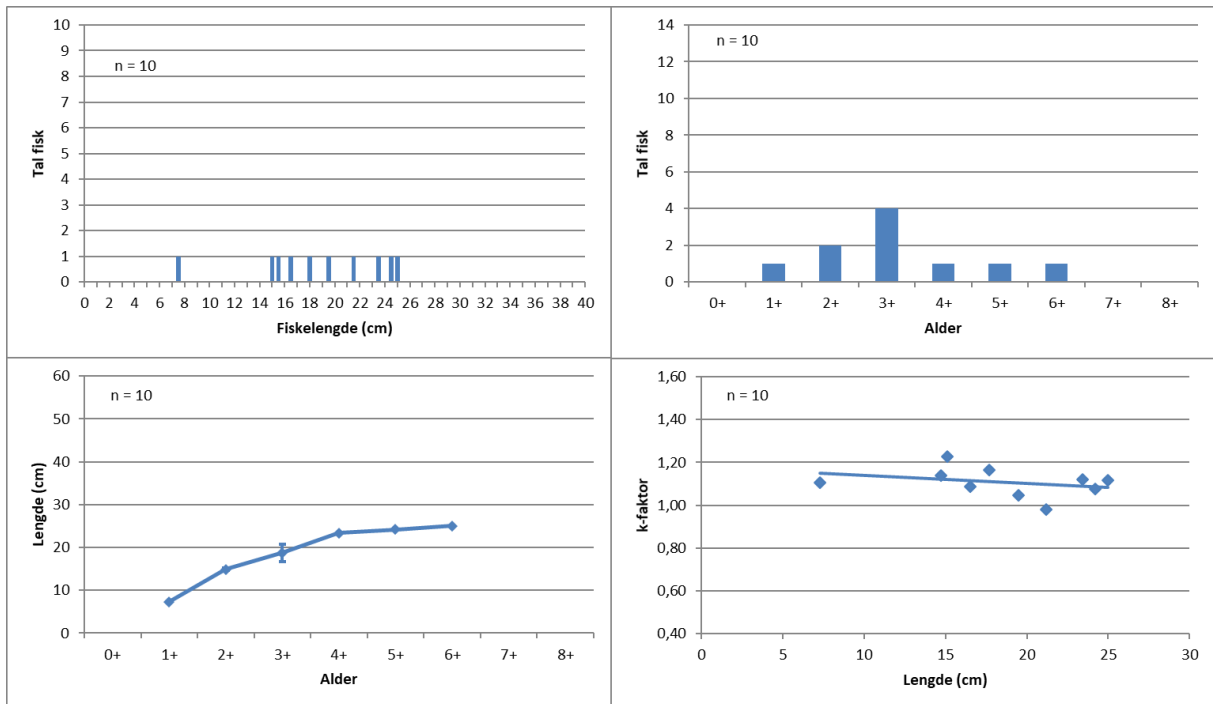 n = 10
Tal fisk
10
9
8
7
6
5
4
3
2
1
0
0 2 4 6 8 10 12 14 16 18 20 22 24 26 28 30 32 34 36 38 40
Fiskelengde (cm)
n = 10
Tal fisk
14
12
10
8
6
4
2
0
0+ 1+ 2+ 3+ 4+ 5+ 6+ 7+ 8+
Alder
n = 10
Lengde (cm)
60
50
40
30
20
10
0
0+ 1+ 2+ 3+ 4+ 5+ 6+ 7+ 8+
Alder
n = 10
k-faktor
1,60
1,40
1,20
1,00
0,80
0,60
0,40
0 5 10 15 20 25 30
Lengde (cm)